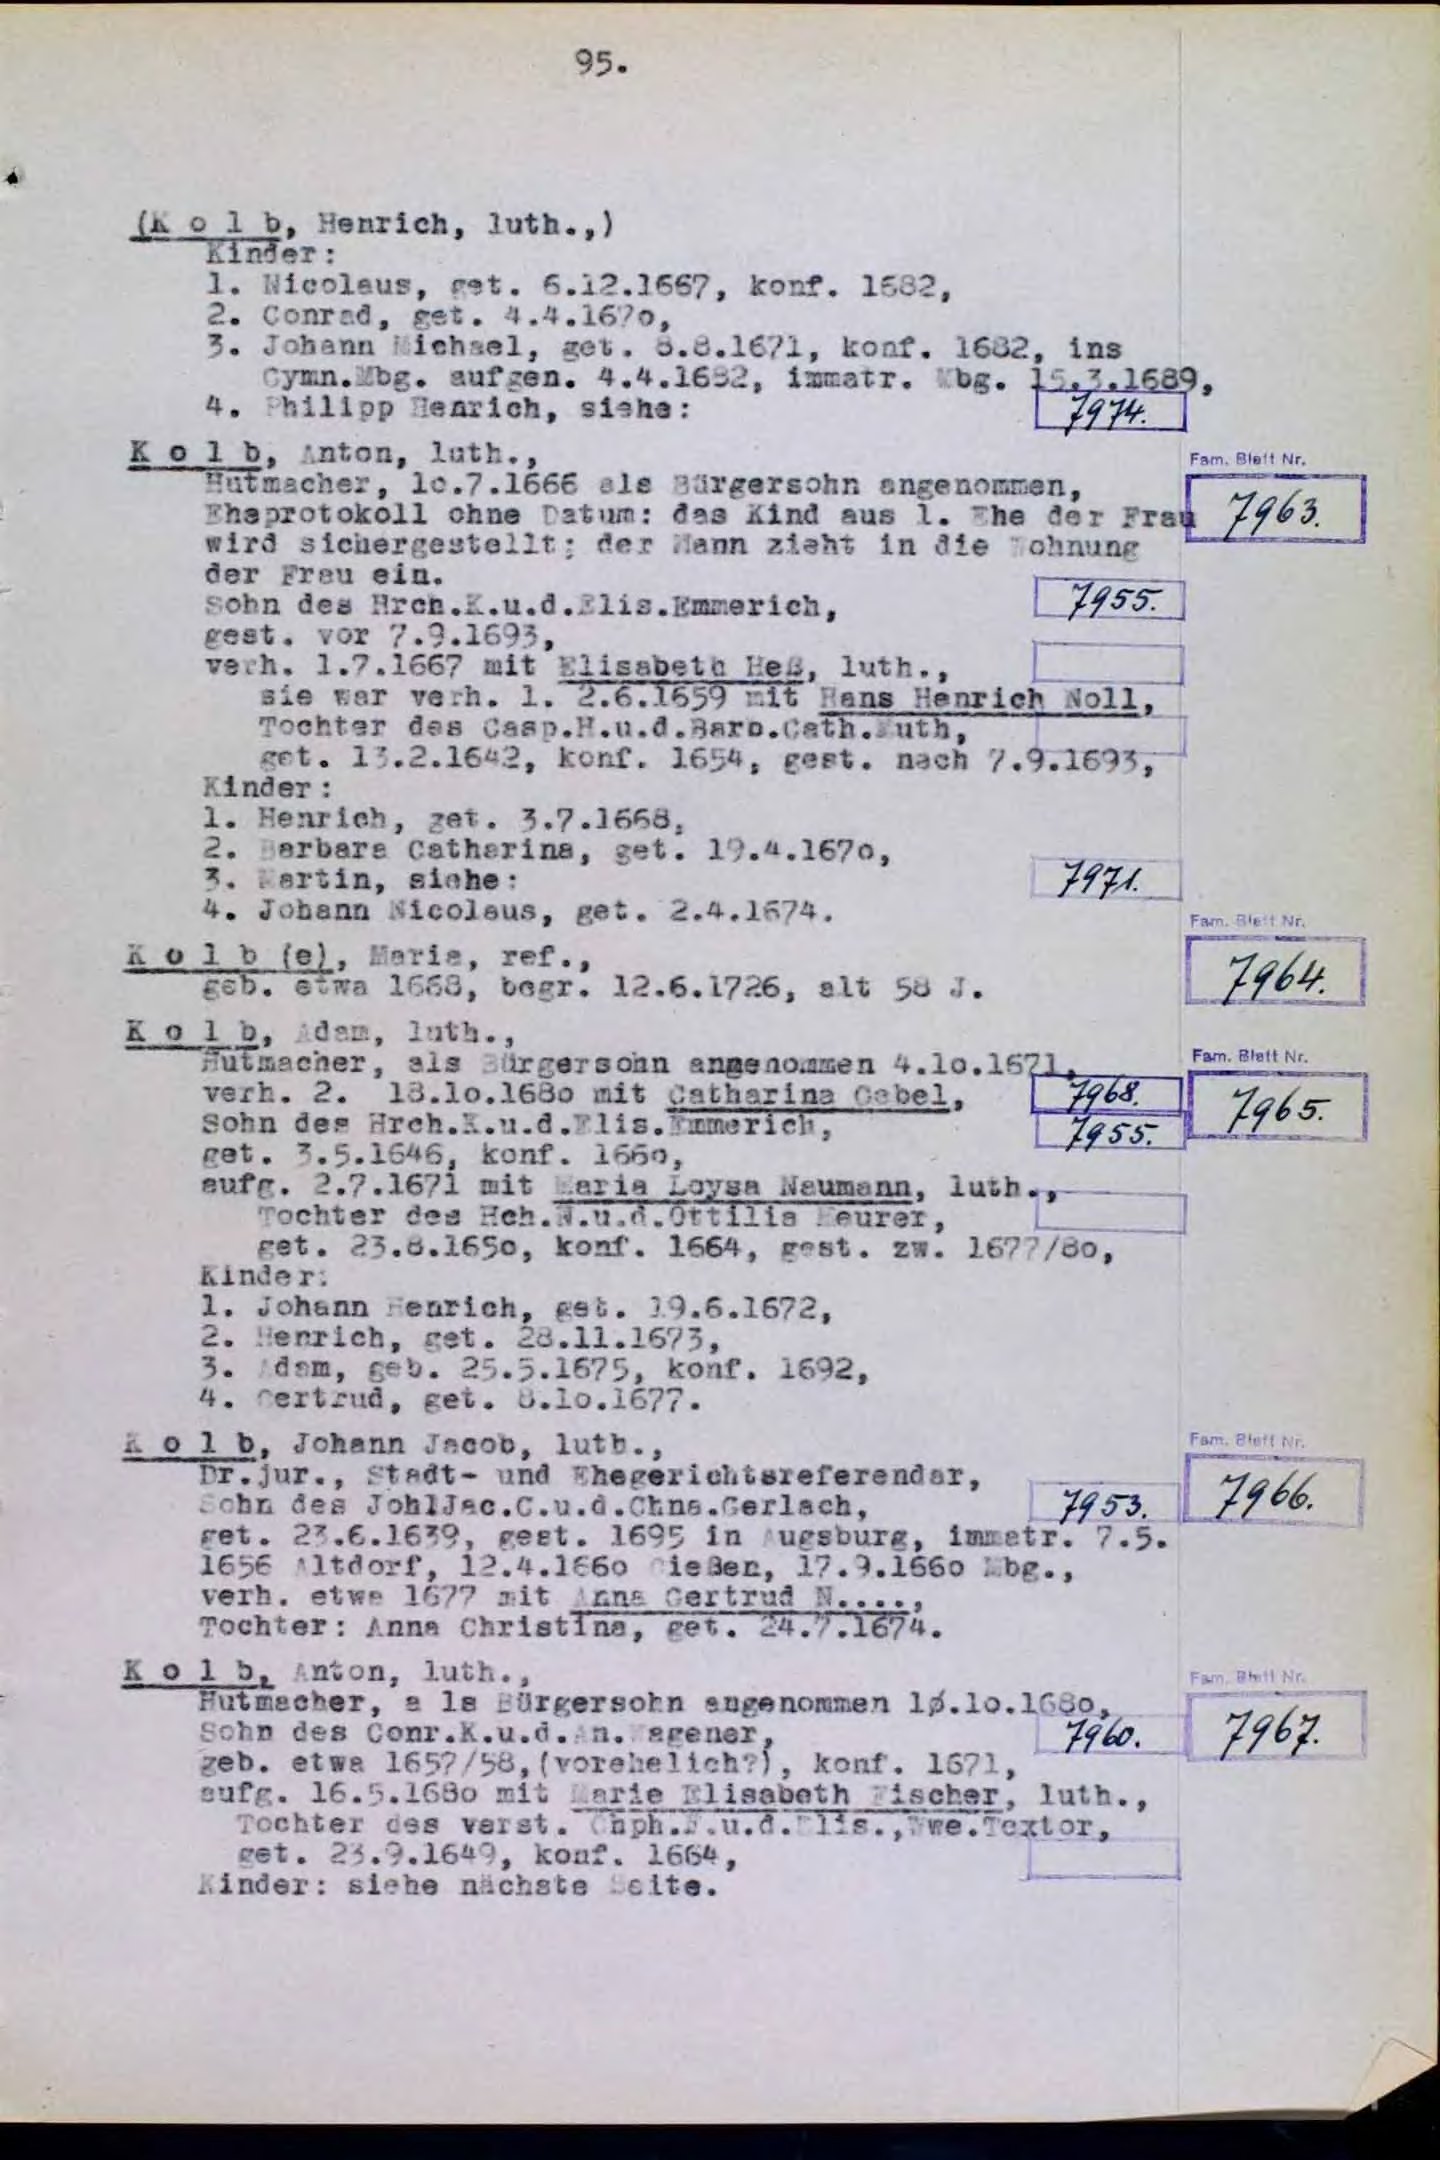 95.
(K o l b, Henrich, luth.,)
Kinder:
1. Nicolaus, get. 6.12.1667, konf. 1682,
2. Conrad, get. 4.4.167o,
3. Johann Michael, get. 8.8.1671, konf. 1682, ins
Gymn.Mbg. aufgen. 4.4.1682, immatr. Mbg. 15.3.1689,
4. Philipp Henrich, siehe: 7974.
K o l b, Anton, luth.,
Fam. Blatt Nr.
Hutmacher, 1o.7.1666 als Bürgersohn angenommen,
Eheprotokoll ohne Datum: das Kind aus 1. Ehe der Frau 7963.
wird sichergestellt; der Mann zieht in die Wohnung
der Frau ein.
Sohn des Hrch.K.u.d.Elis.Emmerich, 7955.
gest. vor 7.9.1693,
verh. 1.7.1667 mit Elisabeth Heß, luth.,
sie war verh. 1. 2.6.1659 mit Hans Henrich Noll,
Tochter des Casp.H.u.d.Barb.Cath.Muth,
get. 13.2.1642, konf. 1654, gest. nach 7.9.1693,
Kinder:
1. Henrich, get. 3.7.1668,
2. Barbara Catharina, get. 19.4.167o,
3. Martin, siehe: 7971.
4. Johann Nicolaus, get. 2.4.1674.
Fam. Blatt Nr.
K o l b (e), Maria, ref.,
geb. etwa 1668, begr. 12.6.1726, alt 58 J. 7964.
K o l b, Adam, luth.,
Fam. Blatt Nr.
Hutmacher, als Bürgersohn angenommen 4.1o.1671,
verh. 2. 18.1o.168o mit Catharina Gabel, 7968. 7965.
Sohn des Hrch.K.u.d.Elis.Emmerich, 7955.
get. 3.5.1646, konf. 166o,
aufg. 2.7.1671 mit Maria Loysa Naumann, luth.,
Tochter des Hch.N.u.d.Ottilia Meurer,
get. 23.8.165o, konf. 1664, gest. zw. 1677/8o,
Kinder:
1. Johann Henrich, get. 19.6.1672,
2. Henrich, get. 28.11.1673,
3. Adam, geb. 25.5.1675, konf. 1692,
4. Gertrud, get. 8.1o.1677.
K o l b, Johann Jacob, luth.,
Fam. Blatt Nr.
Dr.jur., Stadt- und Ehegerichtsreferendar,
Sohn des JohlJac.C.u.d.Chna.Gerlach, 7953. 7966.
get. 23.6.1639, gest. 1695 in Augsburg, immatr. 7.5.
1656 Altdorf, 12.4.166o Gießen, 17.9.166o Mbg.,
verh. etwa 1677 mit Anna Gertrud N....,
Tochter: Anna Christina, get. 24.7.1674.
K o l b, Anton, luth.,
Fam. Blatt Nr.
Hutmacher, a ls Bürgersohn angenommen 1ø.1o.168o,
Sohn des Conr.K.u.d.An.Wagener, 7960. 7967.
geb. etwa 1657/58,(vorehelich?), konf. 1671,
aufg. 16.5.168o mit Marie Elisabeth Fischer, luth.,
Tochter des verst. Chph.F.u.d.Elis.,Wwe.Textor,
get. 23.9.1649, konf. 1664,
Kinder: siehe nächste Seite.